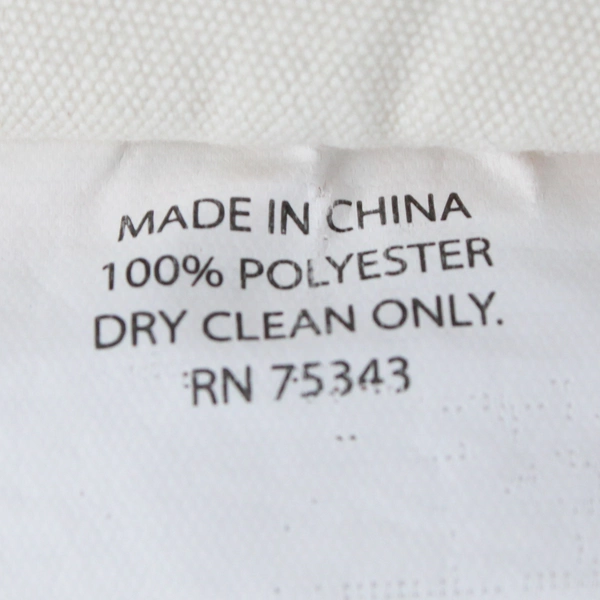 MADE IN CHINA
100% POLYESTER
DRY CLEAN ONLY.
RN 75343